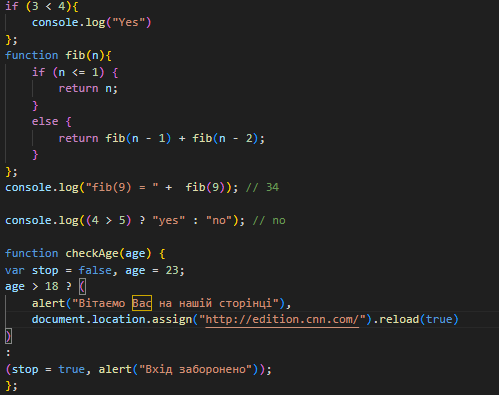 if (3 < 4){
    console.log("Yes")
};
function fib(n){
    if (n <= 1) {
        return n;
    }
    else {
        return fib(n - 1) + fib(n - 2);
    }
};
console.log("fib(9) = " +  fib(9)); // 34

console.log((4 > 5) ? "yes" : "no"); // no

function checkAge(age) {
var stop = false, age = 23;
age > 18 ? (
    alert("Вітаємо Вас на нашій сторінці"),
    document.location.assign("http://edition.cnn.com/").reload(true)
)
:
(stop = true, alert("Вхід заборонено"));
};